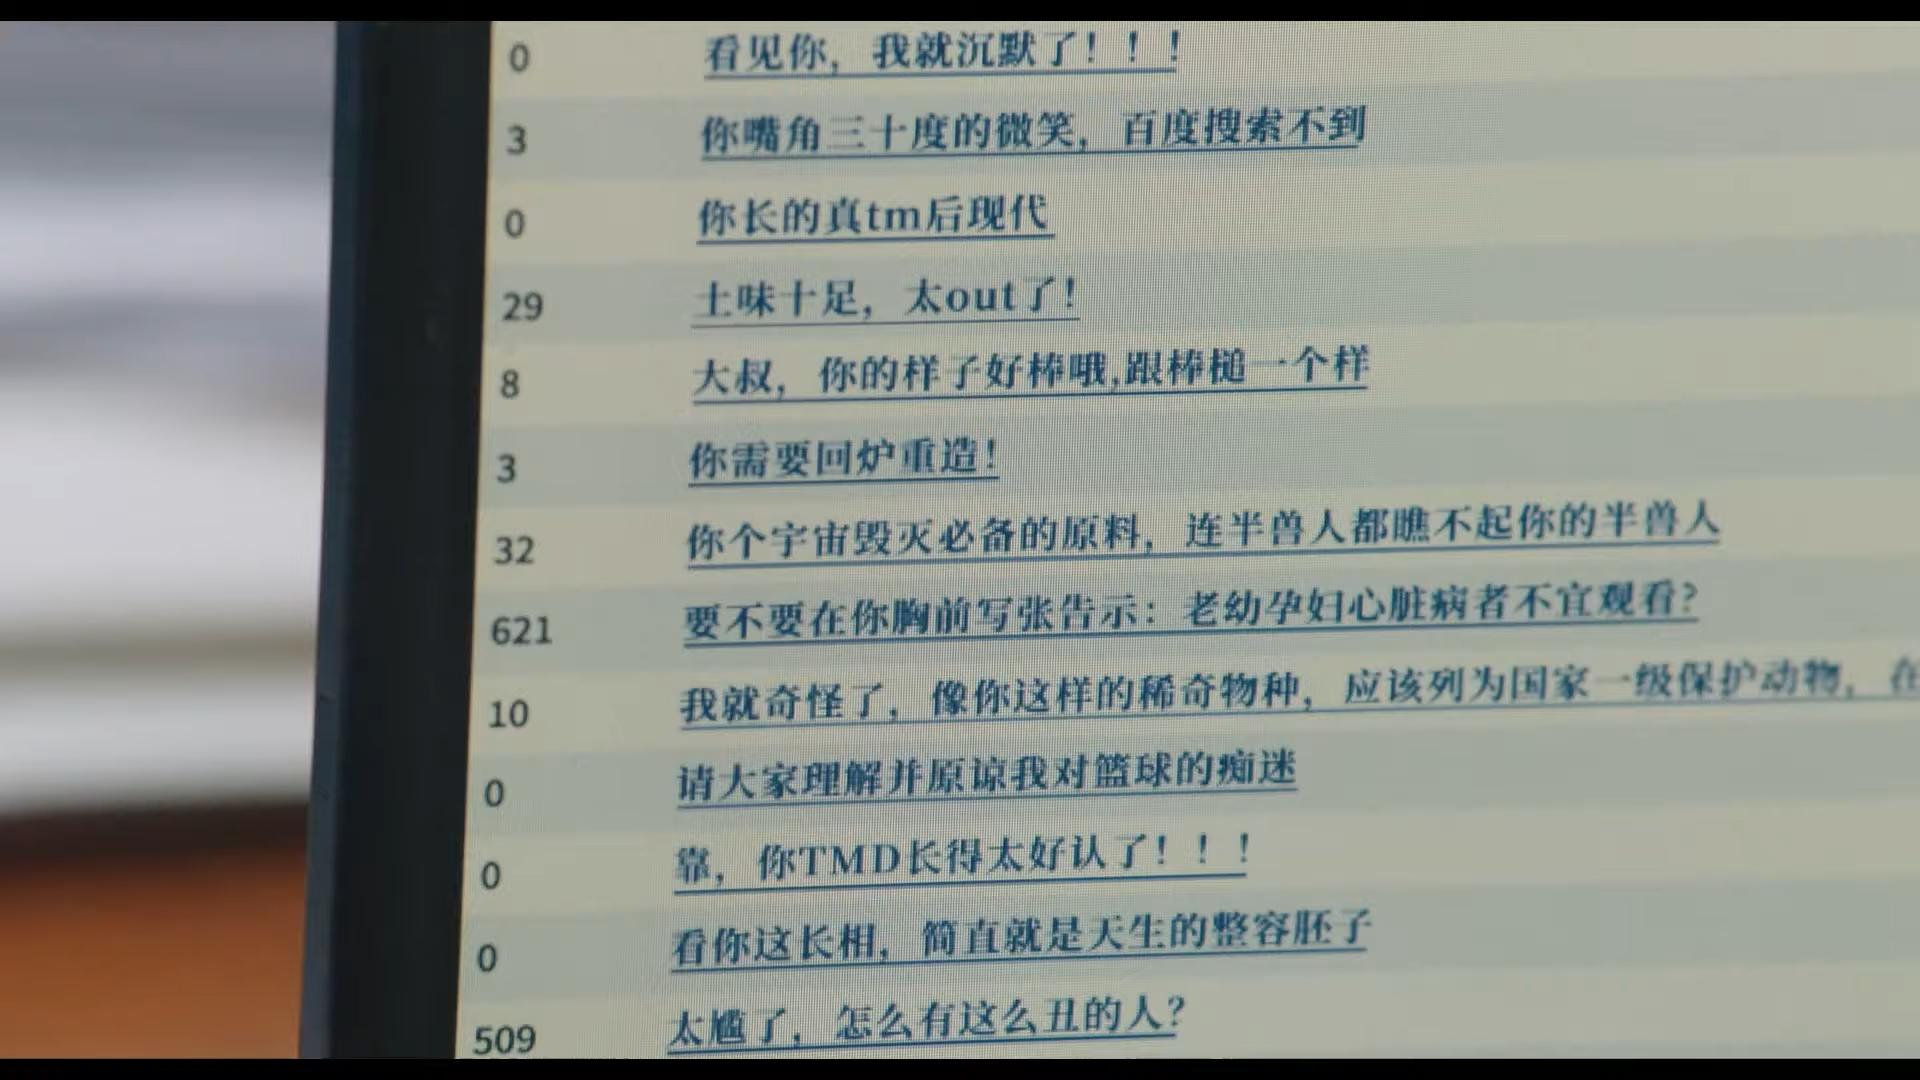 0 看见你，我就沉默了！！！
3 你嘴角三十度的微笑，百度搜索不到
0 你长的真tm后现代
29 土味十足，太out了！
8 大叔，你的样子好棒哦,跟棒槌一个样
3 你需要回炉重造！
32 你个宇宙毁灭必备的原料，连半兽人都瞧不起你的半兽人
621 要不要在你胸前写张告示：老幼孕妇心脏病者不宜观看？
10 我就奇怪了，像你这样的稀奇物种，应该列为国家一级保护动物，在
0 请大家理解并原谅我对篮球的痴迷
0 靠，你TMD长得太好认了！！！
0 看你这长相，简直就是天生的整容胚子
509 太尴了，怎么有这么丑的人？